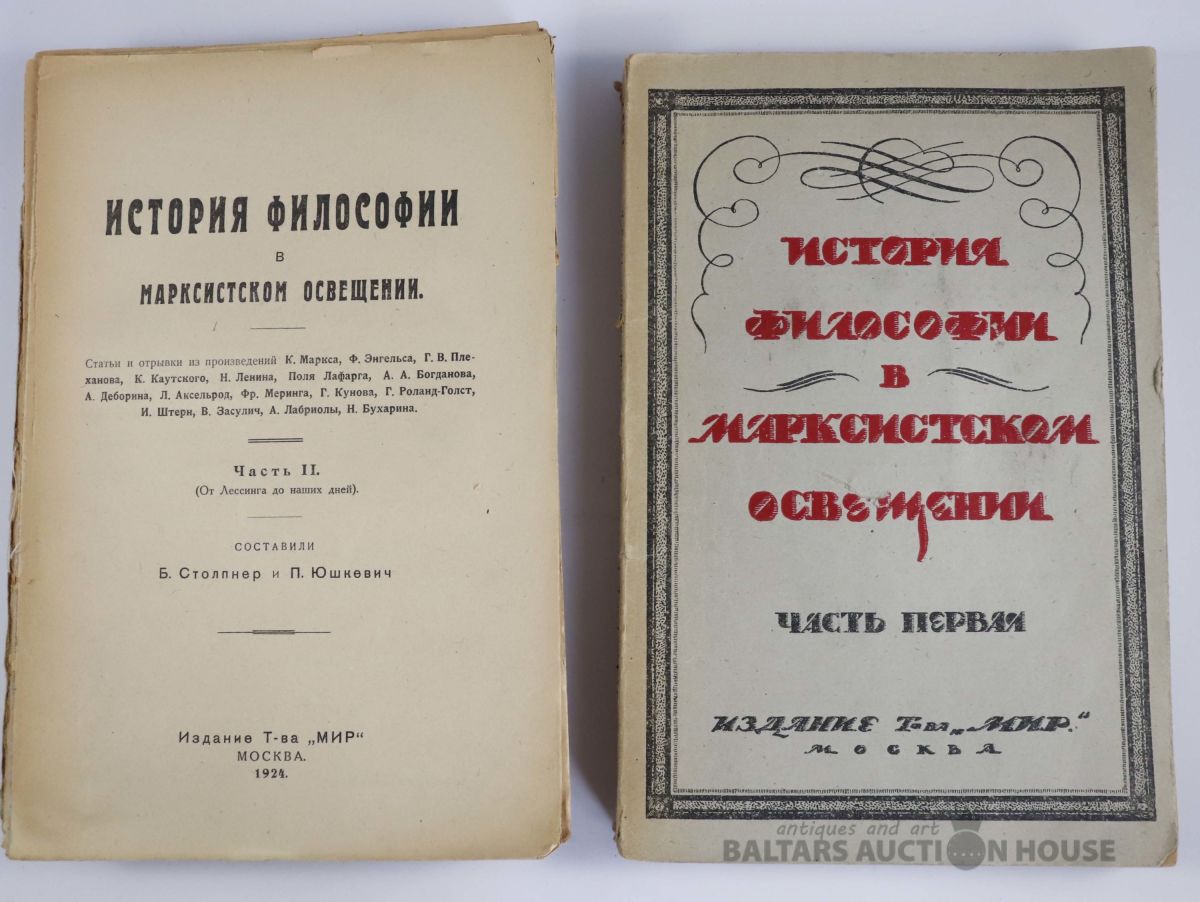 ИСТОРИЯ ФИЛОСОФИИ
В
МАРКСИСТСКОМ ОСВЕЩЕНИИ.
Статьи и отрывки из произведений К. Маркса, Ф. Энгельса, Г. В. Пле-
ханова, К. Каутского, Н. Ленина, Поля Лафарга, А. А. Богданова,
А. Деборина, Л. Аксельрод, Фр. Меринга, Г. Кунова, Г. Роланд-Голст,
И. Штерн, В. Засулич, А. Лабриолы, Н. Бухарина.
Часть II.
(От Лессинга до наших дней).
СОСТАВИЛИ
Б. Столпнер и П. Юшкевич
Издание Т-ва „МИР“
МОСКВА.
1924.
ИСТОРИЯ
ФИЛОСОФИИ
В
МАРКСИСТСКОМ
ОСВЕЩЕНИИ
ЧАСТЬ ПЕРВАЯ
ИЗДАНИЕ Т-ва „МИР.“
МОСКВА
antiques and art
BALTARS AUCTION HOUSE